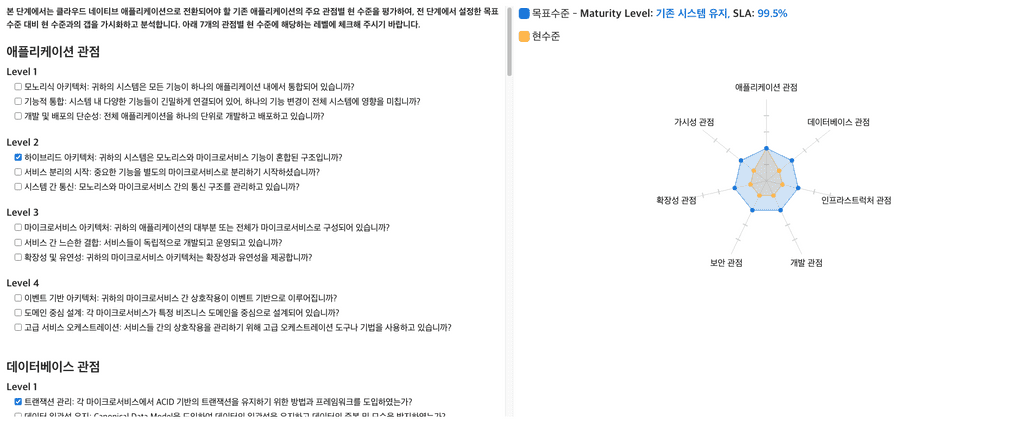 본 단계에서는 클라우드 네이티브 애플리케이션으로 전환되어야 할 기존 애플리케이션의 주요 관점별 현 수준을 평가하여, 전 단계에서 설정한 목표
수준 대비 현 수준과의 갭을 가시화하고 분석합니다. 아래 7개의 관점별 현 수준에 해당하는 레벨에 체크해 주시기 바랍니다.
애플리케이션 관점
Level 1
모노리식 아키텍처: 귀하의 시스템은 모든 기능이 하나의 애플리케이션 내에서 통합되어 있습니까?
기능적 통합: 시스템 내 다양한 기능들이 긴밀하게 연결되어 있어, 하나의 기능 변경이 전체 시스템에 영향을 미칩니까?
개발 및 배포의 단순성: 전체 애플리케이션을 하나의 단위로 개발하고 배포하고 있습니까?
Level 2
하이브리드 아키텍처: 귀하의 시스템은 모노리스와 마이크로서비스 기능이 혼합된 구조입니까?
서비스 분리의 시작: 중요한 기능을 별도의 마이크로서비스로 분리하기 시작하셨습니까?
시스템 간 통신: 모노리스와 마이크로서비스 간의 통신 구조를 관리하고 있습니까?
Level 3
마이크로서비스 아키텍처: 귀하의 애플리케이션의 대부분 또는 전체가 마이크로서비스로 구성되어 있습니까?
서비스 간 느슨한 결합: 서비스들이 독립적으로 개발되고 운영되고 있습니까?
확장성 및 유연성: 귀하의 마이크로서비스 아키텍처는 확장성과 유연성을 제공합니까?
Level 4
이벤트 기반 아키텍처: 귀하의 마이크로서비스 간 상호작용이 이벤트 기반으로 이루어집니까?
도메인 중심 설계: 각 마이크로서비스가 특정 비즈니스 도메인을 중심으로 설계되어 있습니까?
고급 서비스 오케스트레이션: 서비스들 간의 상호작용을 관리하기 위해 고급 오케스트레이션 도구나 기법을 사용하고 있습니까?
데이터베이스 관점
Level 1
트랜잭션 관리: 각 마이크로서비스에서 ACID 기반의 트랜잭션을 유지하기 위한 방법과 프레임워크를 도입하였는가?
목표수준 - Maturity Level: 기존 시스템 유지, SLA: 99.5%
현수준
애플리케이션 관점
가시성 관점
데이터베이스 관점
확장성 관점
인프라스트럭처 관점
보안 관점
개발 관점